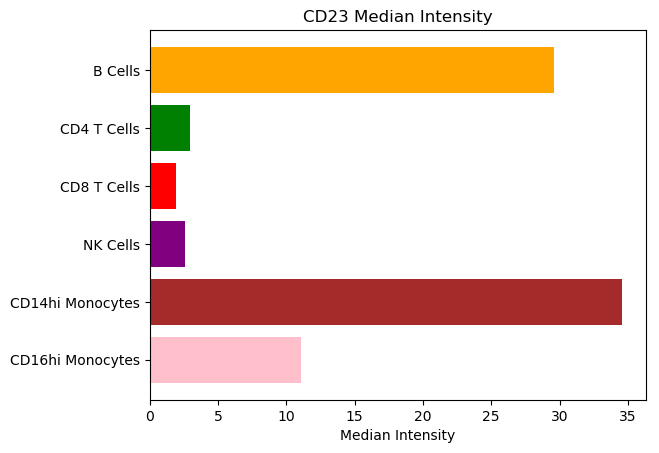 CD23 Median Intensity
B Cells
CD4 T Cells
CD8 T Cells
NK Cells
CD14hi Monocytes
CD16hi Monocytes
0 5 10 15 20 25 30 35
Median Intensity